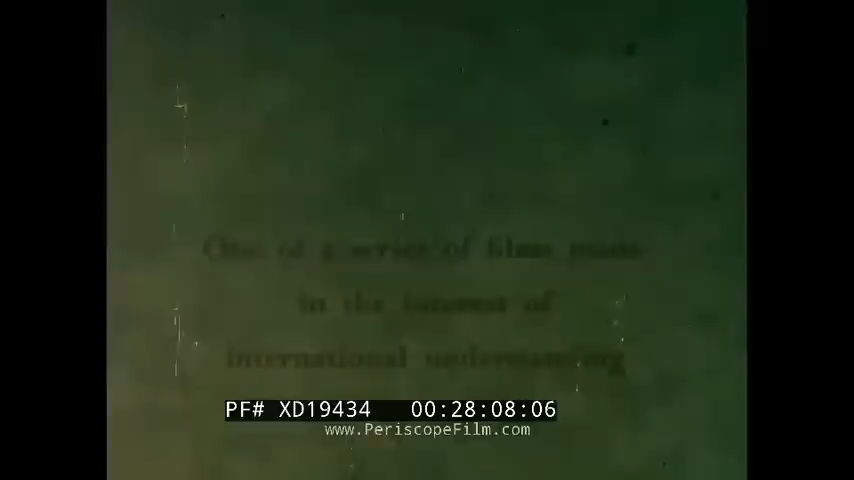 One of a series of films made
in the interest of
international understanding
PF# XD19434 00:28:08:06
www.PeriscopeFilm.com